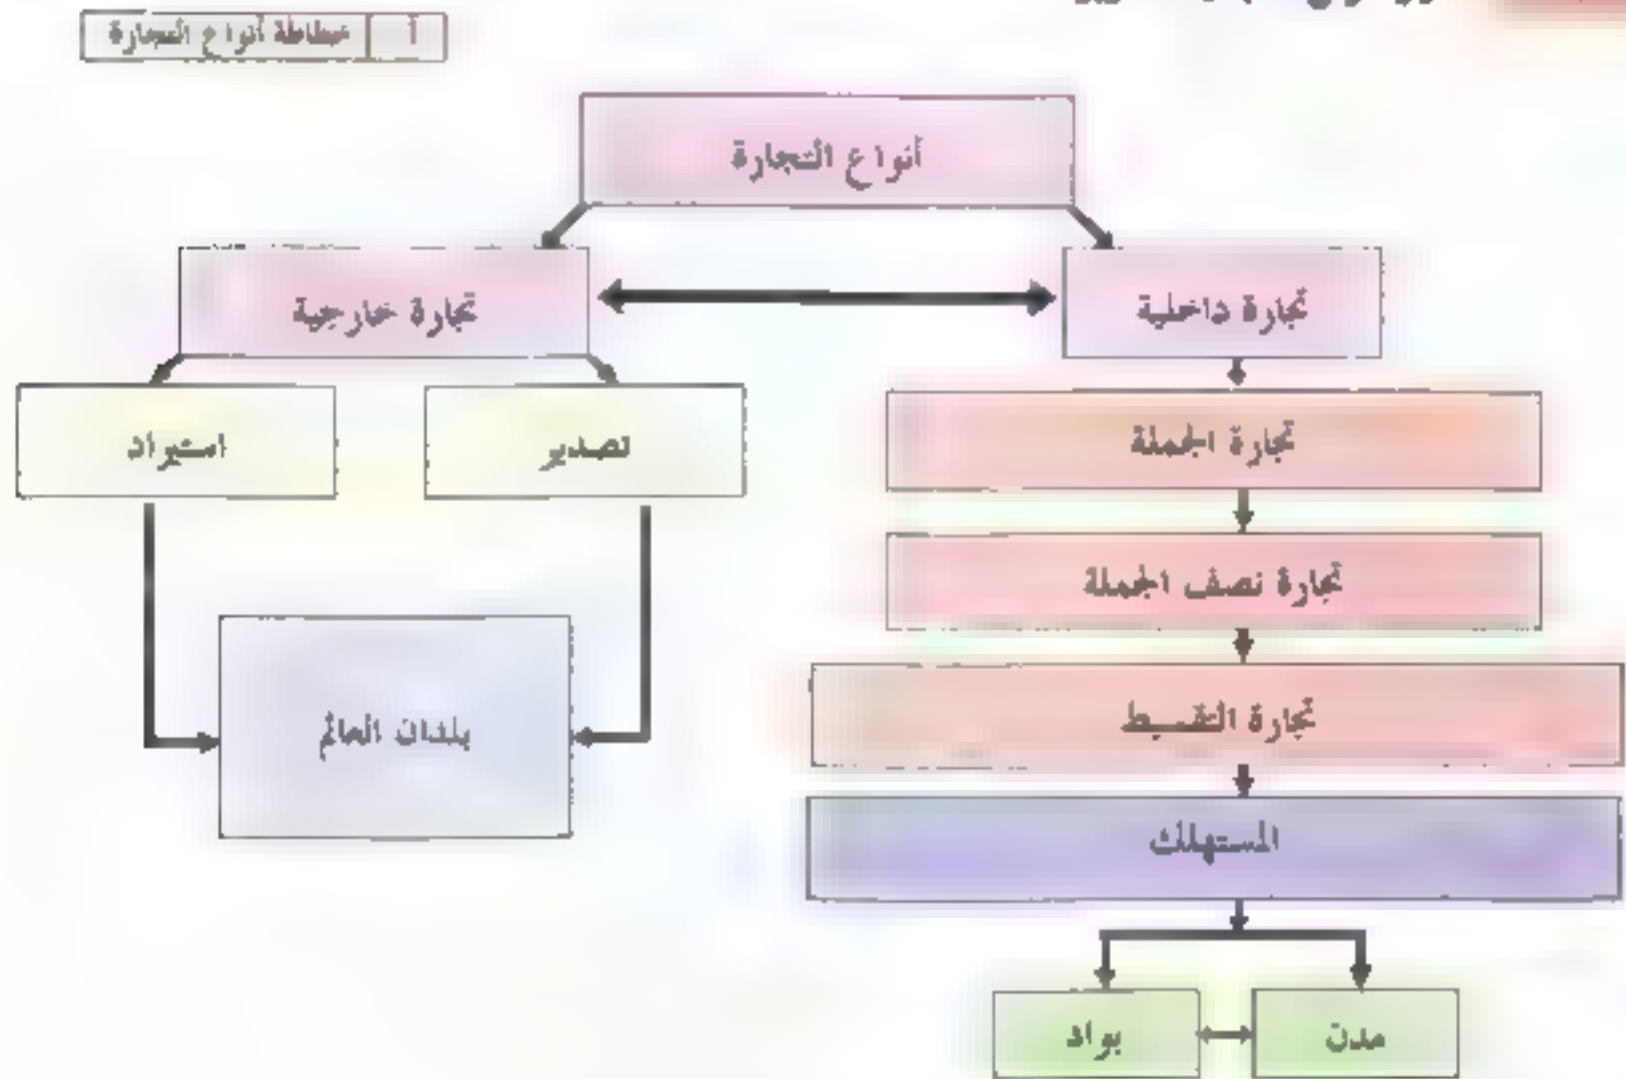 أ خطاطة أنواع التجارة
أنواع التجارة
تجارة داخلية
تجارة خارجية
تجارة الجملة
تصدير
استيراد
تجارة نصف الجملة
تجارة التقسيط
بلدان العالم
المستهلك
مدن
بواد